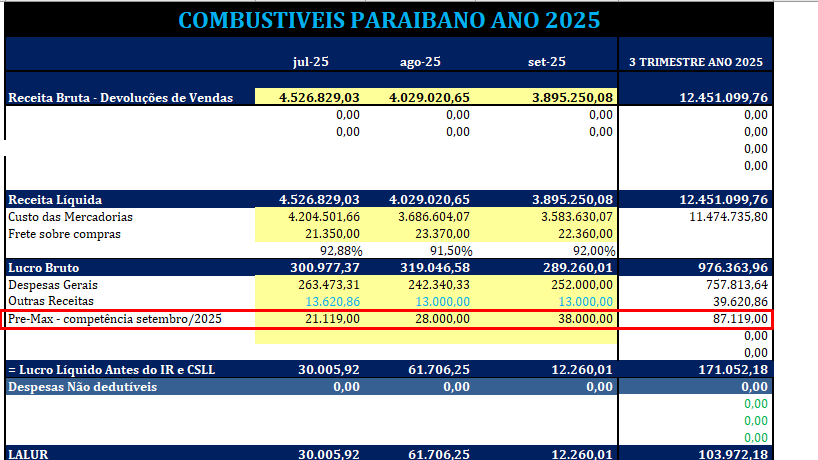 COMBUSTIVEIS PARAIBANO ANO 2025
jul-25 ago-25 set-25 3 TRIMESTRE ANO 2025
Receita Bruta - Devoluções de Vendas 4.526.829,03 4.029.020,65 3.895.250,08 12.451.099,76
0,00 0,00 0,00 0,00
0,00 0,00 0,00 0,00
0,00
0,00
Receita Líquida 4.526.829,03 4.029.020,65 3.895.250,08 12.451.099,76
Custo das Mercadorias 4.204.501,66 3.686.604,07 3.583.630,07 11.474.735,80
Frete sobre compras 21.350,00 23.370,00 22.360,00
92,88% 91,50% 92,00%
Lucro Bruto 300.977,37 319.046,58 289.260,01 976.363,96
Despesas Gerais 263.473,31 242.340,33 252.000,00 757.813,64
Outras Receitas 13.620,86 13.000,00 13.000,00 39.620,86
Pre-Max - competência setembro/2025 21.119,00 28.000,00 38.000,00 87.119,00
0,00
0,00
= Lucro Líquido Antes do IR e CSLL 30.005,92 61.706,25 12.260,01 171.052,18
Despesas Não dedutíveis 0,00 0,00 0,00 0,00
0,00
0,00
0,00
LALUR 30.005,92 61.706,25 12.260,01 103.972,18